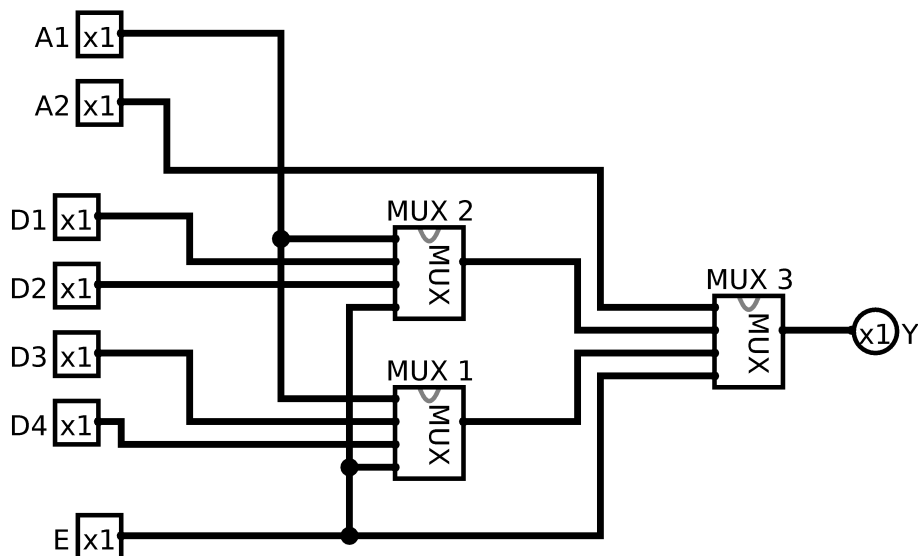 A1 x1
A2 x1
D1 x1
MUX 2
MUX
D2 x1
MUX 3
MUX
x1 Y
D3 x1
MUX 1
MUX
D4 x1
E x1